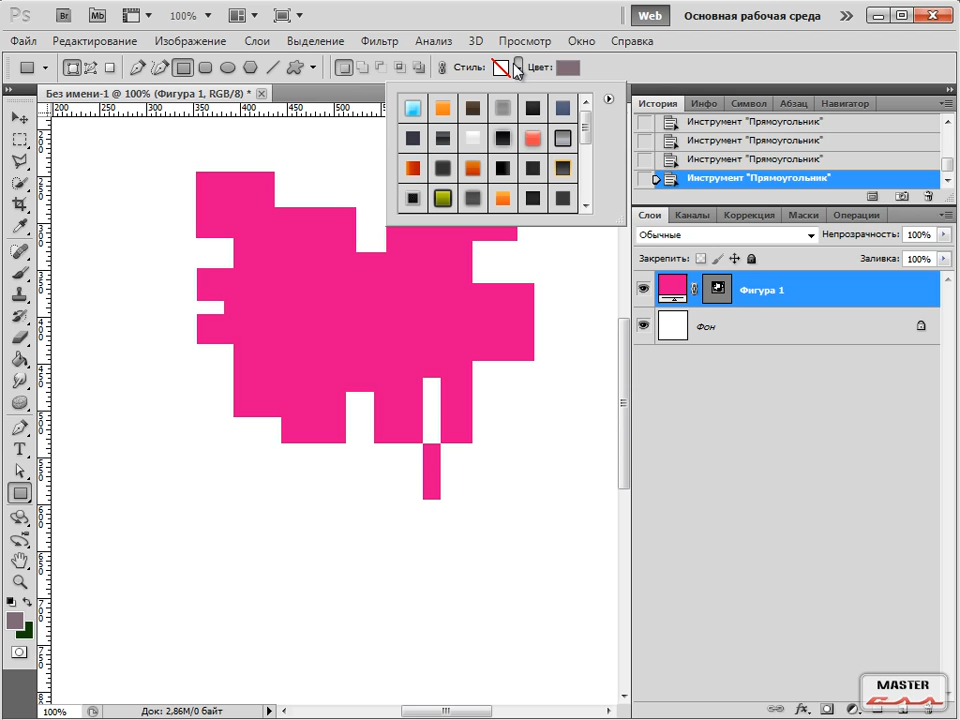 Ps Br Mb 100% Web Основная рабочая среда
Файл Редактирование Изображение Слои Выделение Фильтр Анализ 3D Просмотр Окно Справка
Стиль: Цвет:
Без имени-1 @ 100% (Фигура 1, RGB/8) *
200 250 300 350 400 450 500
История Инфо Символ Абзац Навигатор
Инструмент "Прямоугольник"
Инструмент "Прямоугольник"
Инструмент "Прямоугольник"
Инструмент "Прямоугольник"
Слои Каналы Коррекция Маски Операции
Обычные Непрозрачность: 100%
Закрепить: Заливка: 100%
Фигура 1
Фон
T
100% Док: 2,86M/0 байт
fx
MASTER
css